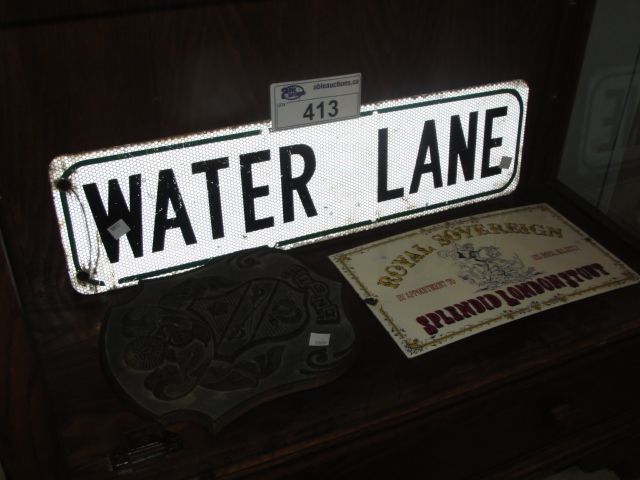 ableauctions.ca
413
WATER LANE
ROYAL SOVEREIGN
BY APPOINTMENT TO
SPLENDID LONDON STOUT